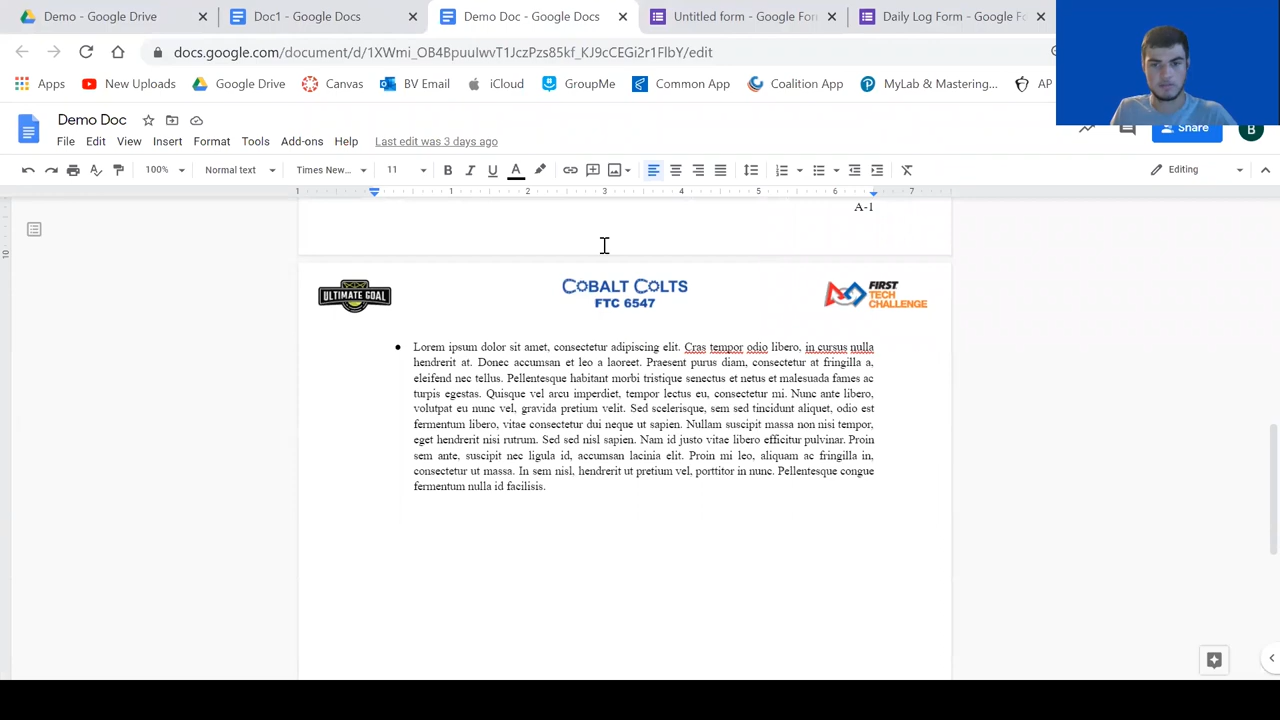 Demo - Google Drive
Doc1 - Google Docs
Demo Doc - Google Docs
Untitled form - Google For
Daily Log Form - Google Fo
docs.google.com/document/d/1XWmi_OB4BpuuIwvT1JczPzs85kf_KJ9cCEGi2r1FlbY/edit
Apps
New Uploads
Google Drive
Canvas
BV Email
iCloud
GroupMe
Common App
Coalition App
MyLab & Mastering...
AP
Demo Doc
Share
B
File Edit View Insert Format Tools Add-ons Help Last edit was 3 days ago
100% Normal text Times New... 11 B I U A Editing
1 1 2 3 4 5 6 7
10
A-1
ULTIMATE GOAL
COBALT COLTS
FTC 6547
FIRST
TECH
CHALLENGE
● Lorem ipsum dolor sit amet, consectetur adipiscing elit. Cras tempor odio libero, in cursus nulla
hendrerit at. Donec accumsan et leo a laoreet. Praesent purus diam, consectetur at fringilla a,
eleifend nec tellus. Pellentesque habitant morbi tristique senectus et netus et malesuada fames ac
turpis egestas. Quisque vel arcu imperdiet, tempor lectus eu, consectetur mi. Nunc ante libero,
volutpat eu nunc vel, gravida pretium velit. Sed scelerisque, sem sed tincidunt aliquet, odio est
fermentum libero, vitae consectetur dui neque ut sapien. Nullam suscipit massa non nisi tempor,
eget hendrerit nisi rutrum. Sed sed nisl sapien. Nam id justo vitae libero efficitur pulvinar. Proin
sem ante, suscipit nec ligula id, accumsan lacinia elit. Proin mi leo, aliquam ac fringilla in,
consectetur ut massa. In sem nisl, hendrerit ut pretium vel, porttitor in nunc. Pellentesque congue
fermentum nulla id facilisis.